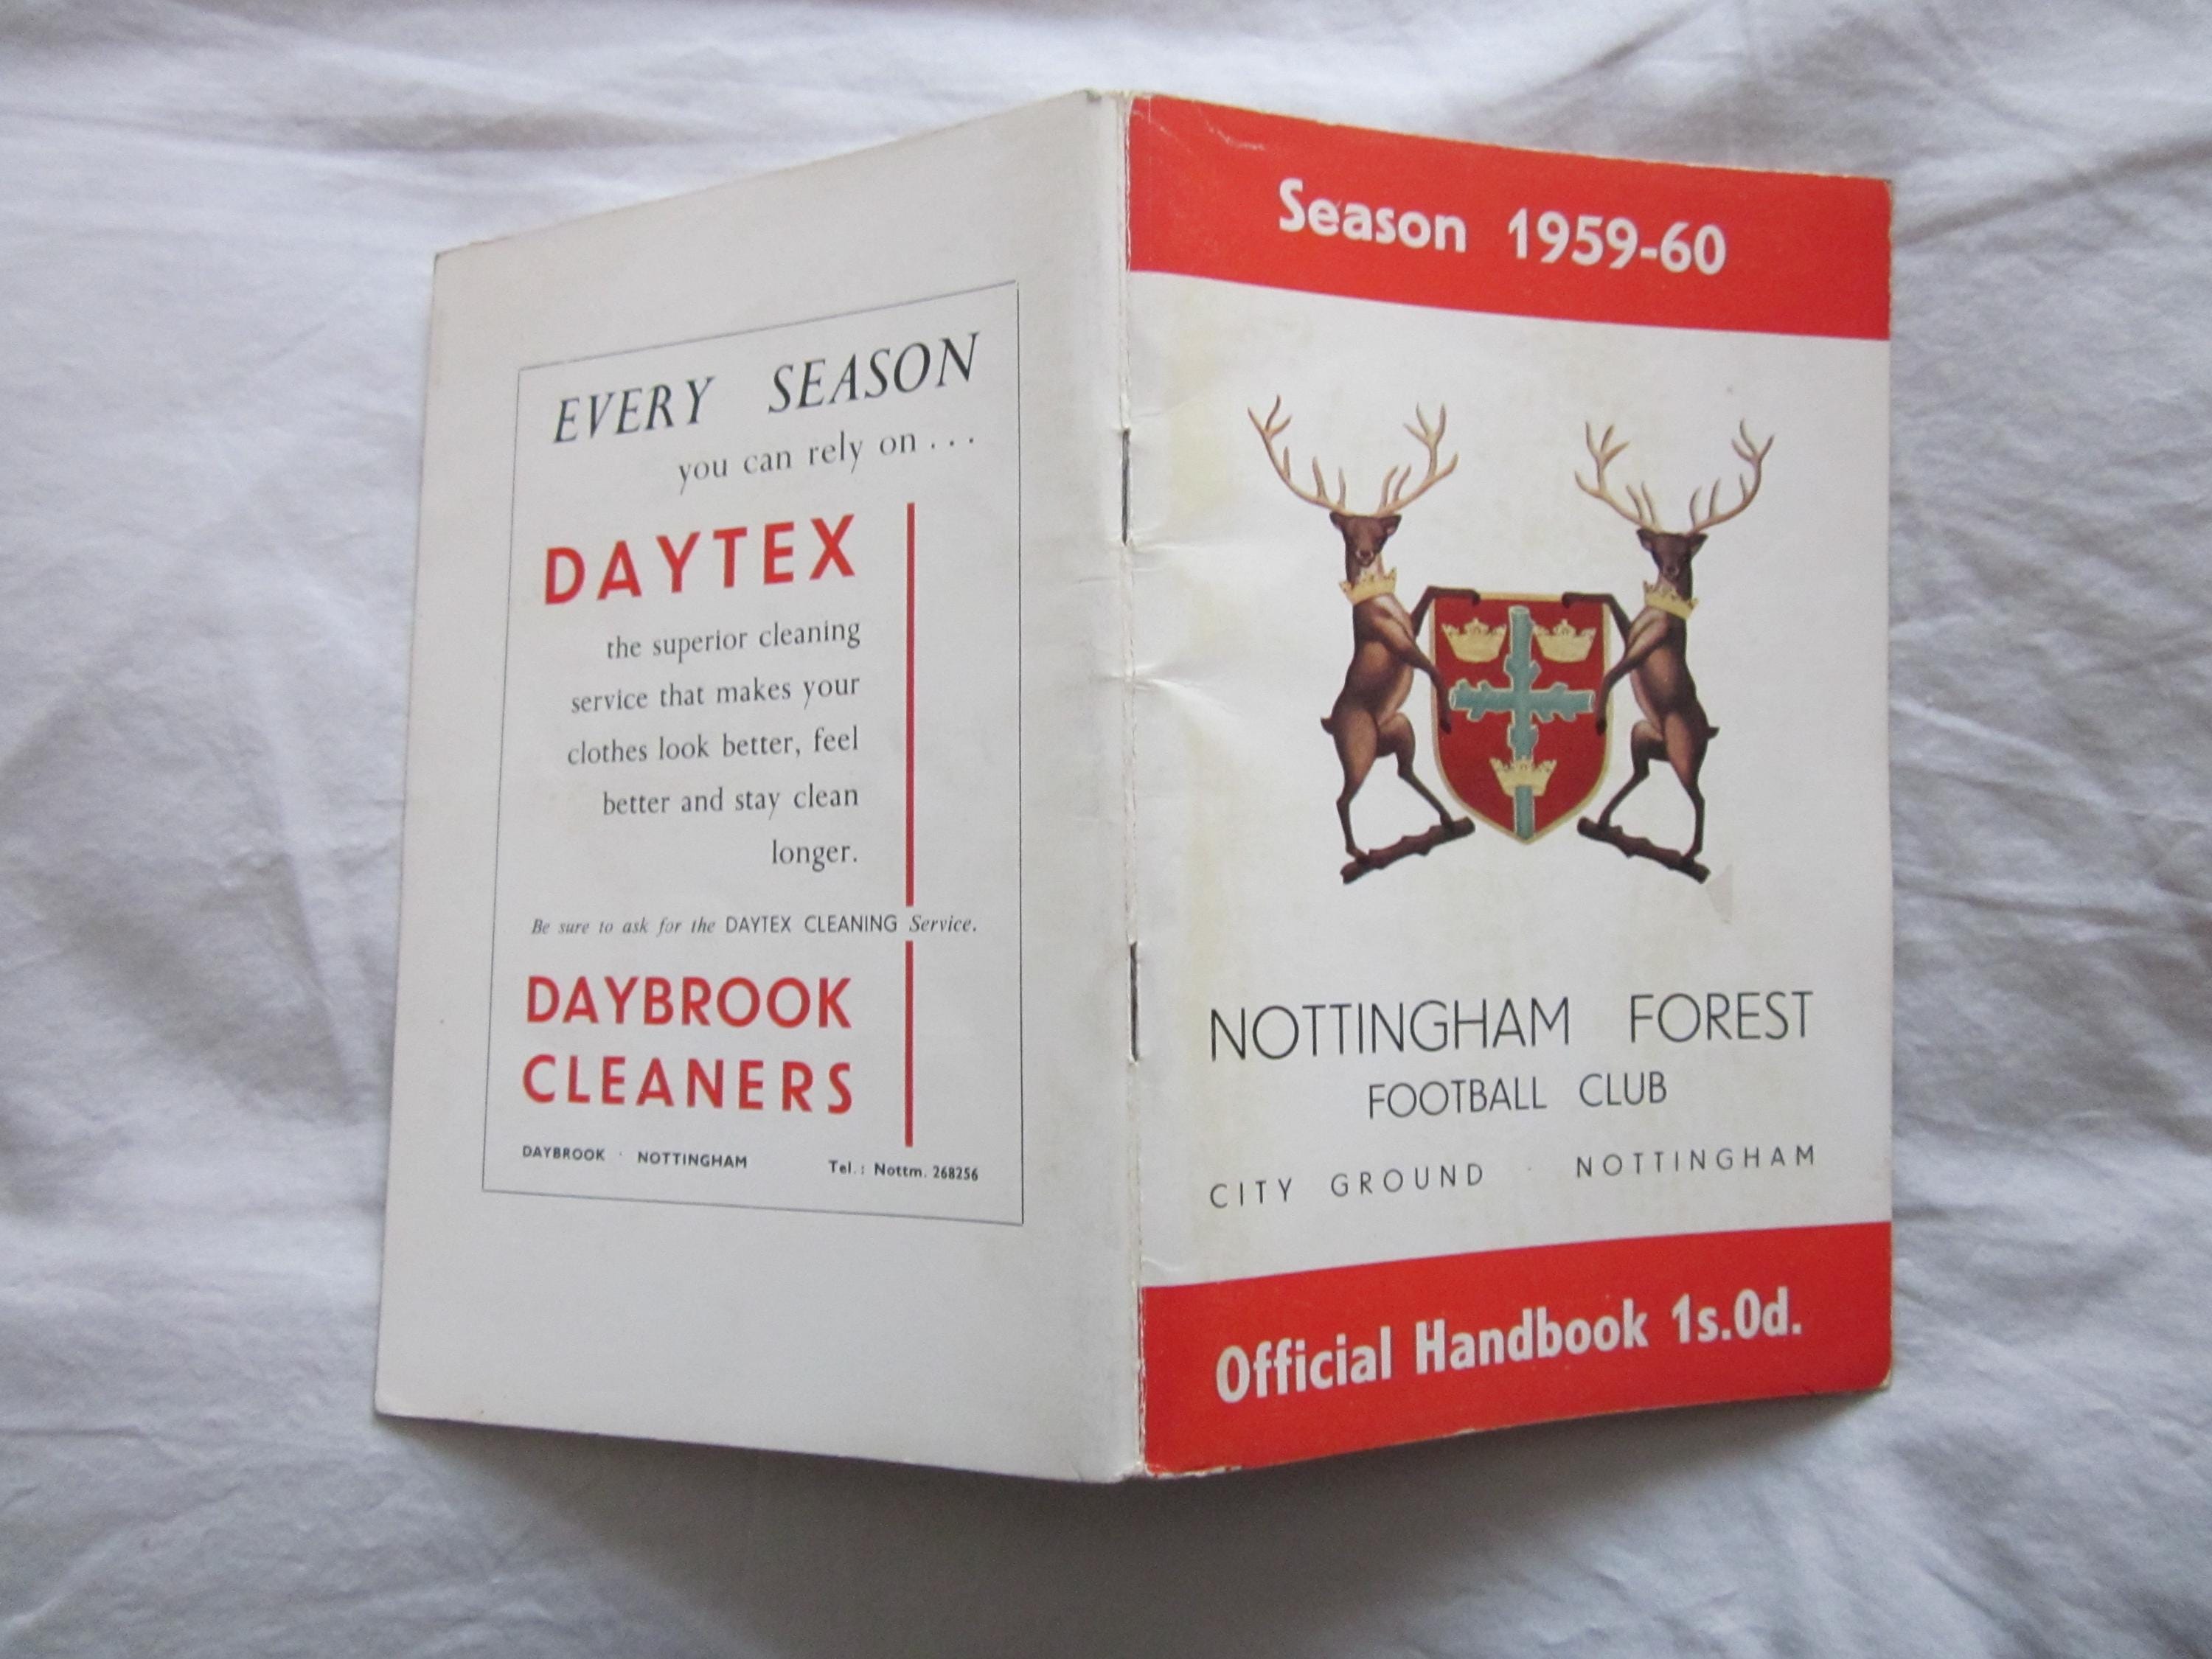 EVERY SEASON
you can rely on . . .
DAYTEX
the superior cleaning
service that makes your
clothes look better, feel
better and stay clean
longer.
Be sure to ask for the DAYTEX CLEANING Service.
DAYBROOK
CLEANERS
DAYBROOK · NOTTINGHAM Tel. : Nottm. 268256
Season 1959-60
NOTTINGHAM FOREST
FOOTBALL CLUB
CITY GROUND · NOTTINGHAM
Official Handbook 1s.0d.